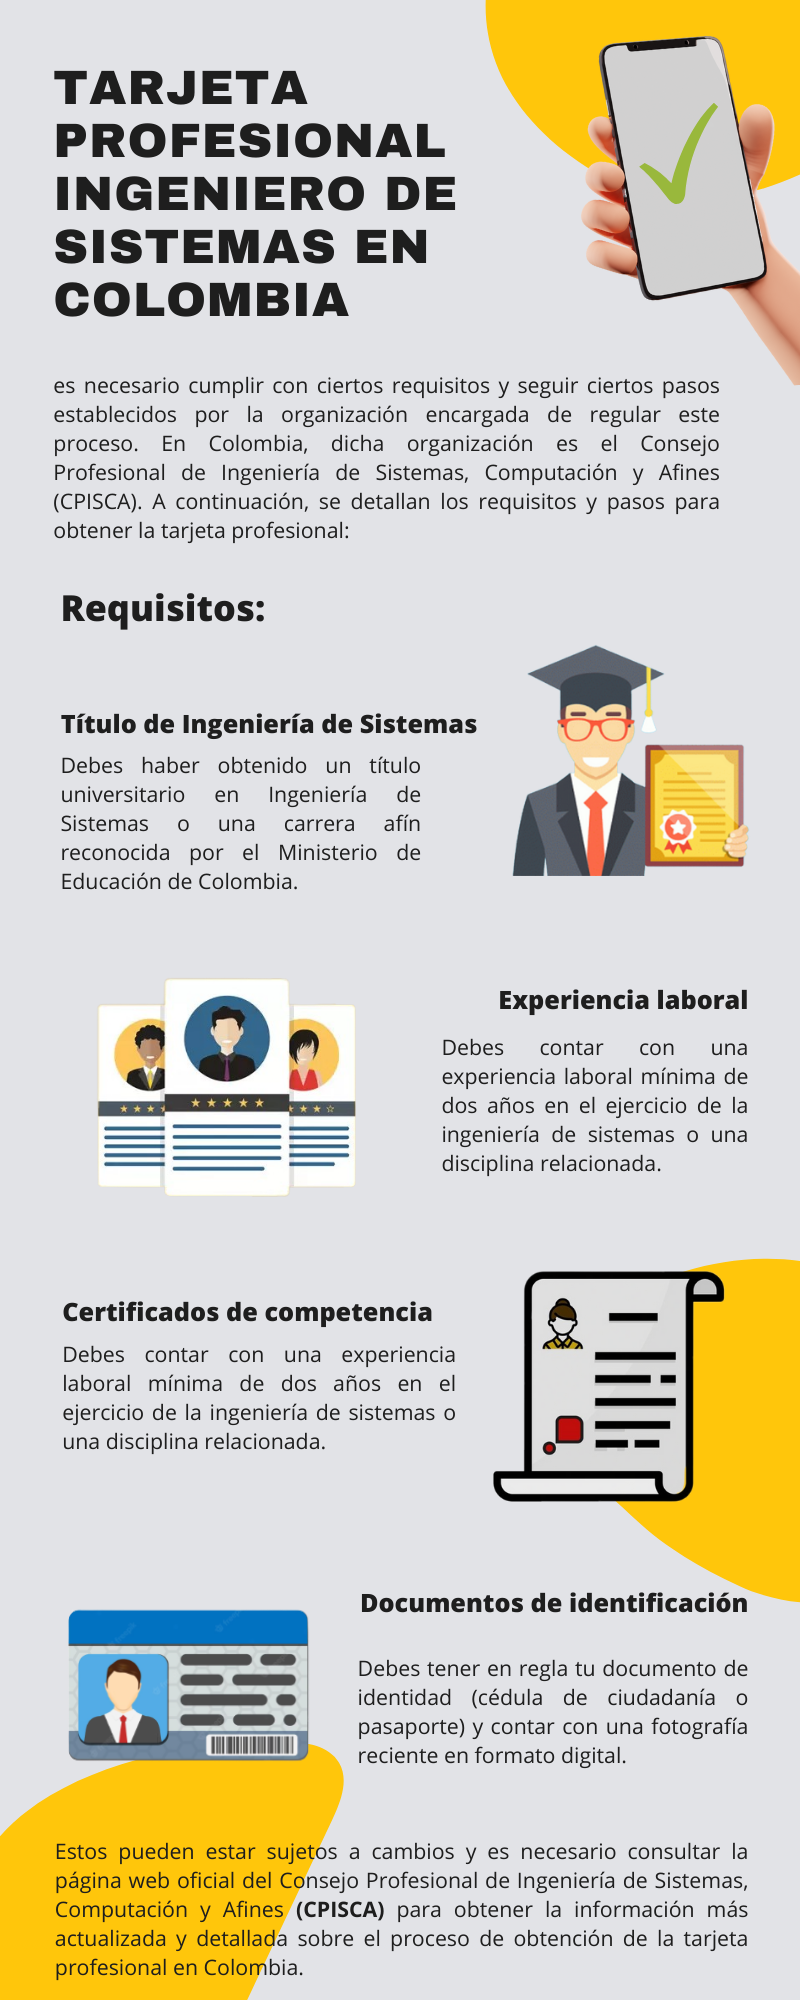 TARJETA
PROFESIONAL
INGENIERO DE
SISTEMAS EN
COLOMBIA
es necesario cumplir con ciertos requisitos y seguir ciertos pasos
establecidos por la organización encargada de regular este
proceso. En Colombia, dicha organización es el Consejo
Profesional de Ingeniería de Sistemas, Computación y Afines
(CPISCA). A continuación, se detallan los requisitos y pasos para
obtener la tarjeta profesional:
Requisitos:
Título de Ingeniería de Sistemas
Debes haber obtenido un título
universitario en Ingeniería de
Sistemas o una carrera afín
reconocida por el Ministerio de
Educación de Colombia.
Experiencia laboral
Debes contar con una
experiencia laboral mínima de
dos años en el ejercicio de la
ingeniería de sistemas o una
disciplina relacionada.
Certificados de competencia
Debes contar con una experiencia
laboral mínima de dos años en el
ejercicio de la ingeniería de sistemas o
una disciplina relacionada.
Documentos de identificación
Debes tener en regla tu documento de
identidad (cédula de ciudadanía o
pasaporte) y contar con una fotografía
reciente en formato digital.
Estos pueden estar sujetos a cambios y es necesario consultar la
página web oficial del Consejo Profesional de Ingeniería de Sistemas,
Computación y Afines (CPISCA) para obtener la información más
actualizada y detallada sobre el proceso de obtención de la tarjeta
profesional en Colombia.